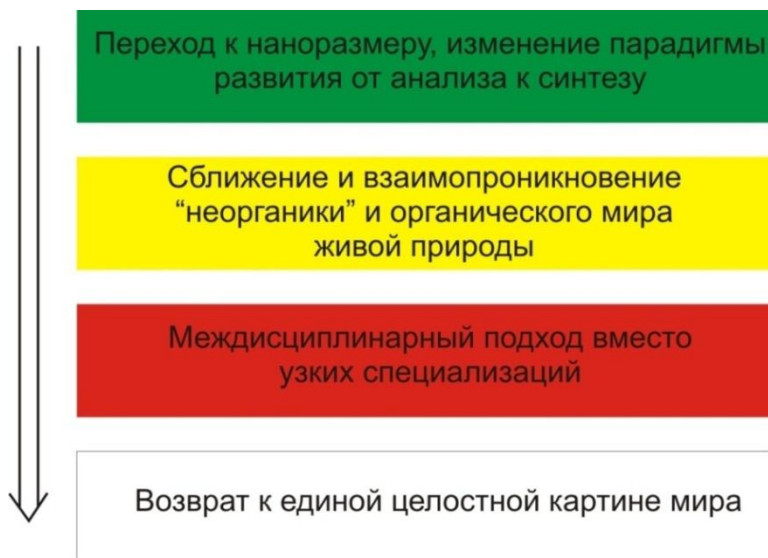 Переход к наноразмеру, изменение парадигмы
развития от анализа к синтезу
Сближение и взаимопроникновение
“неорганики” и органического мира
живой природы
Междисциплинарный подход вместо
узких специализаций
Возврат к единой целостной картине мира